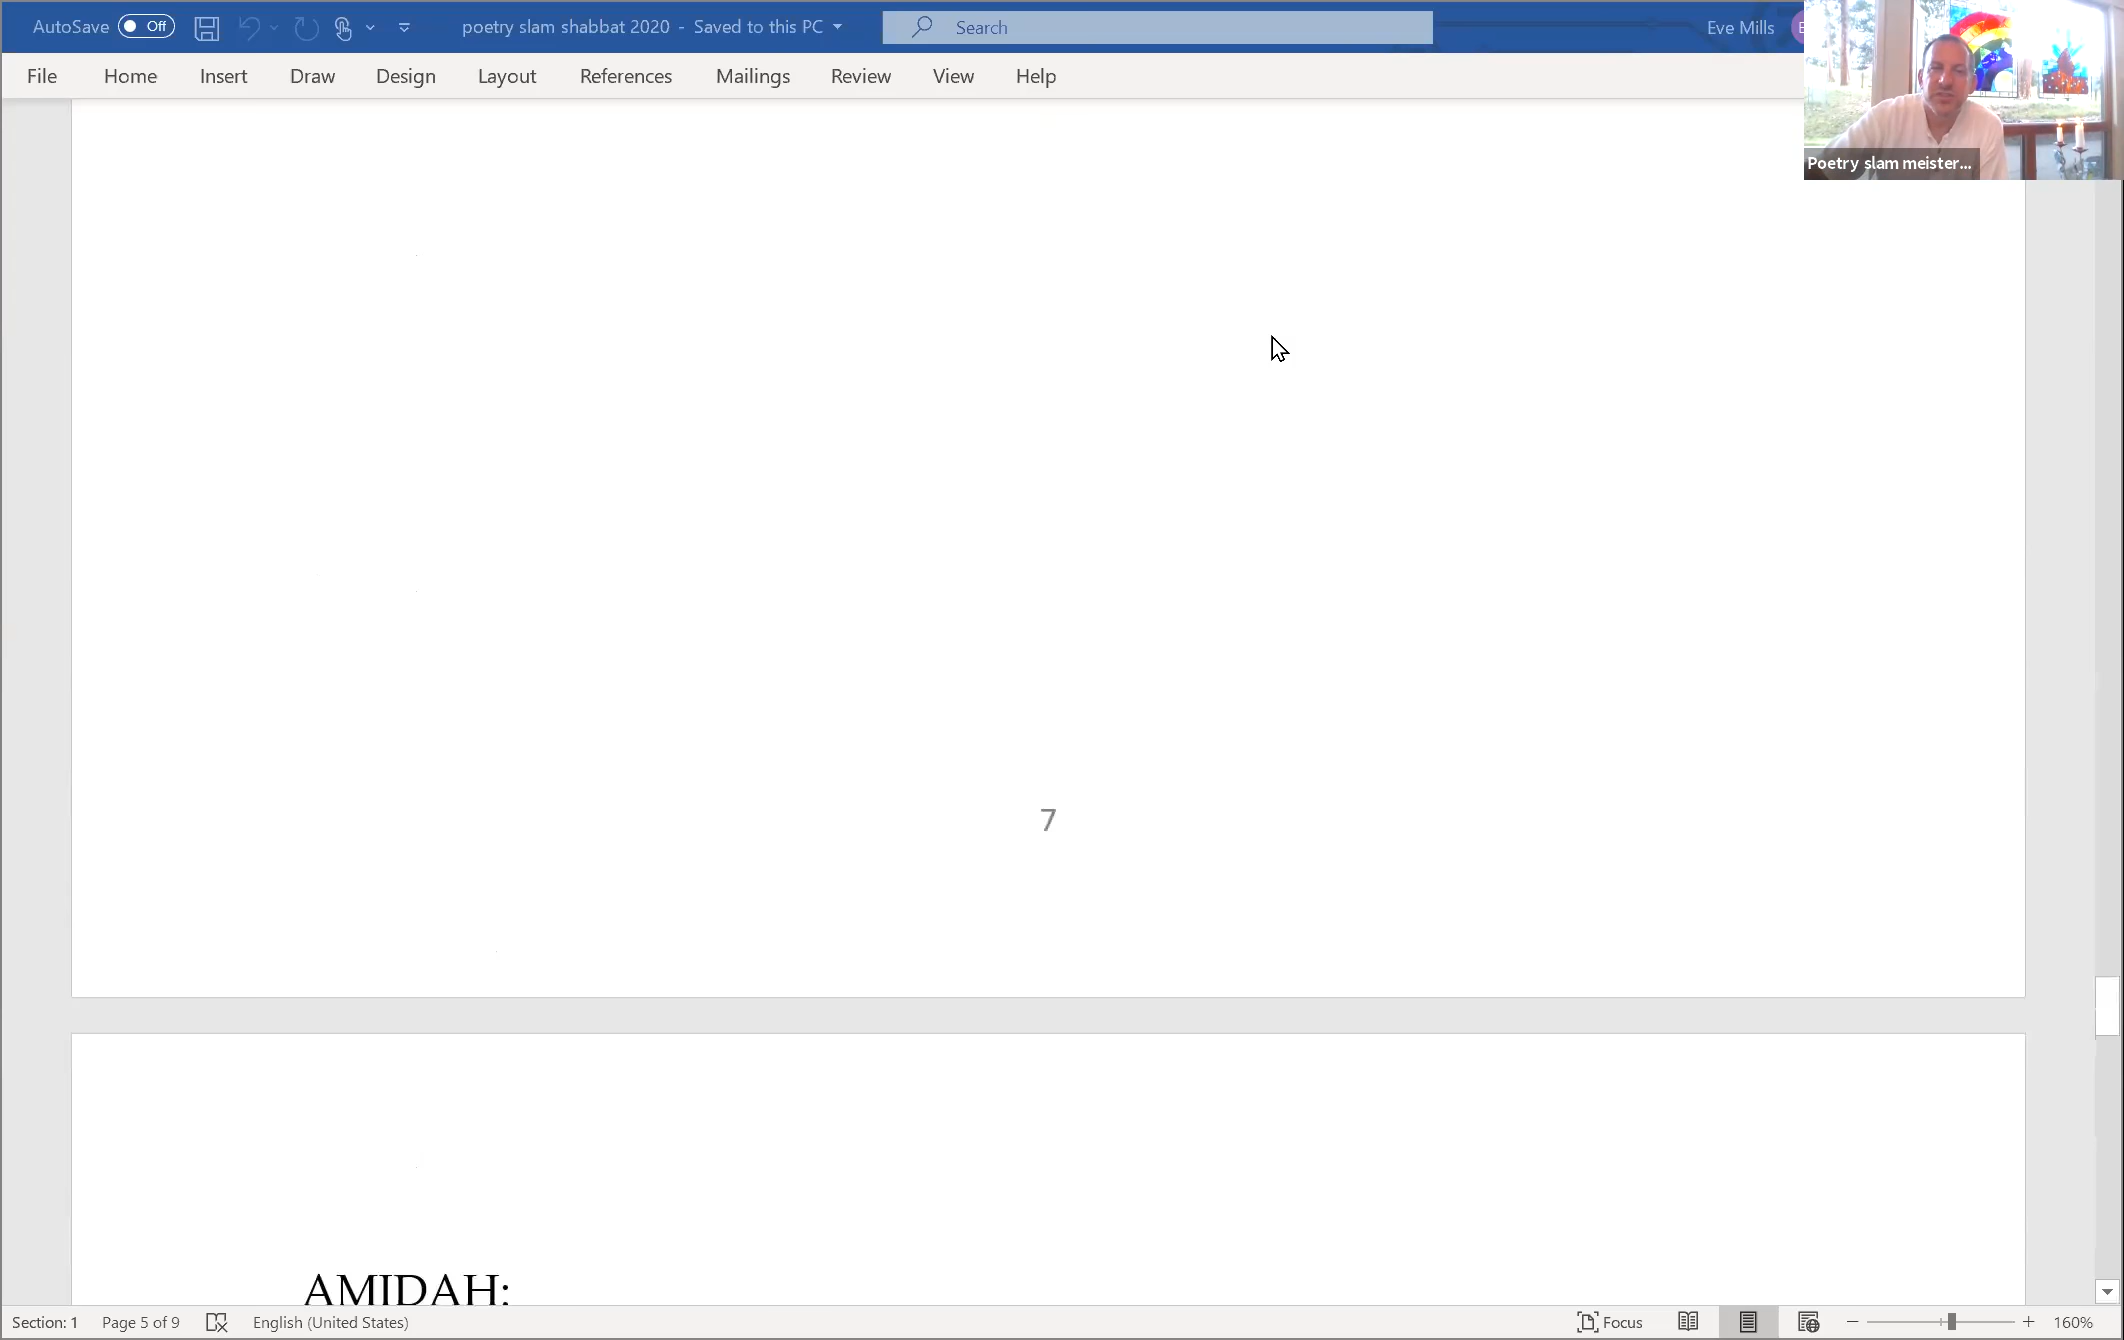 AutoSave Off poetry slam shabbat 2020 - Saved to this PC Search Eve Mills
File Home Insert Draw Design Layout References Mailings Review View Help
Poetry slam meister...
7
AMIDAH:
Section: 1 Page 5 of 9 English (United States) Focus 160%